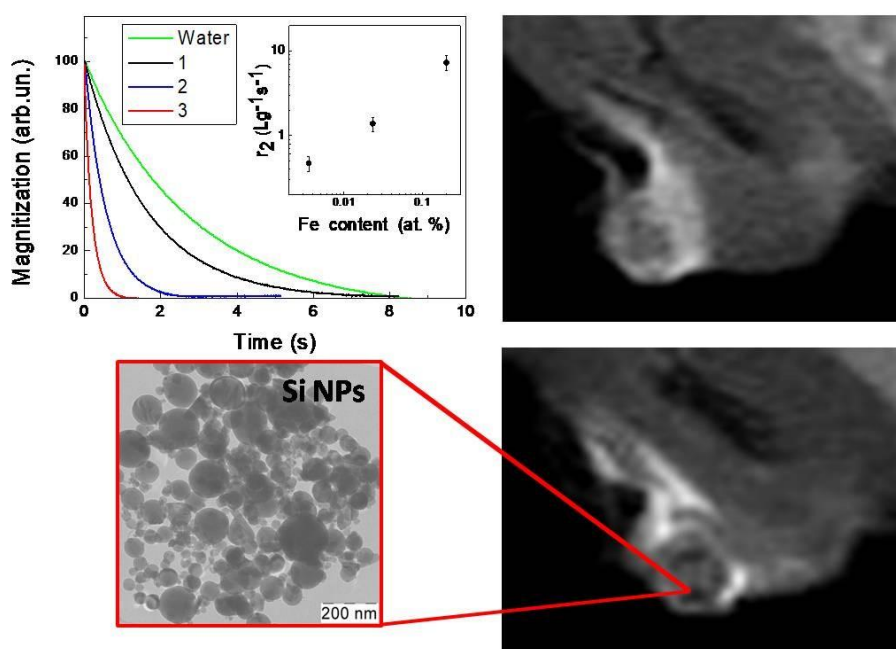 Magnitization (arb.un.)
100
80
60
40
20
0
0
2
4
6
8
10
Time (s)
Water
1
2
3
r2 (Lg-1s-1)
10
1
0.01
0.1
Fe content (at. %)
Si NPs
200 nm